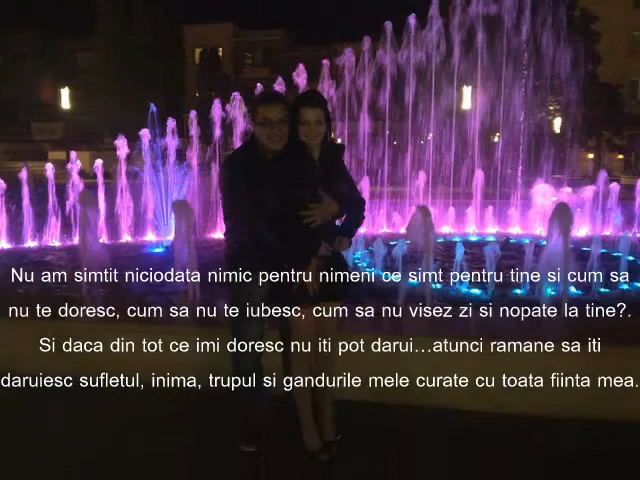 Nu am simtit niciodata nimic pentru nimeni ce simt pentru tine si cum sa
nu te doresc, cum sa nu te iubesc, cum sa nu visez zi si nopate la tine?.
Si daca din tot ce imi doresc nu iti pot darui...atunci ramane sa iti
daruiesc sufletul, inima, trupul si gandurile mele curate cu toata fiinta mea.